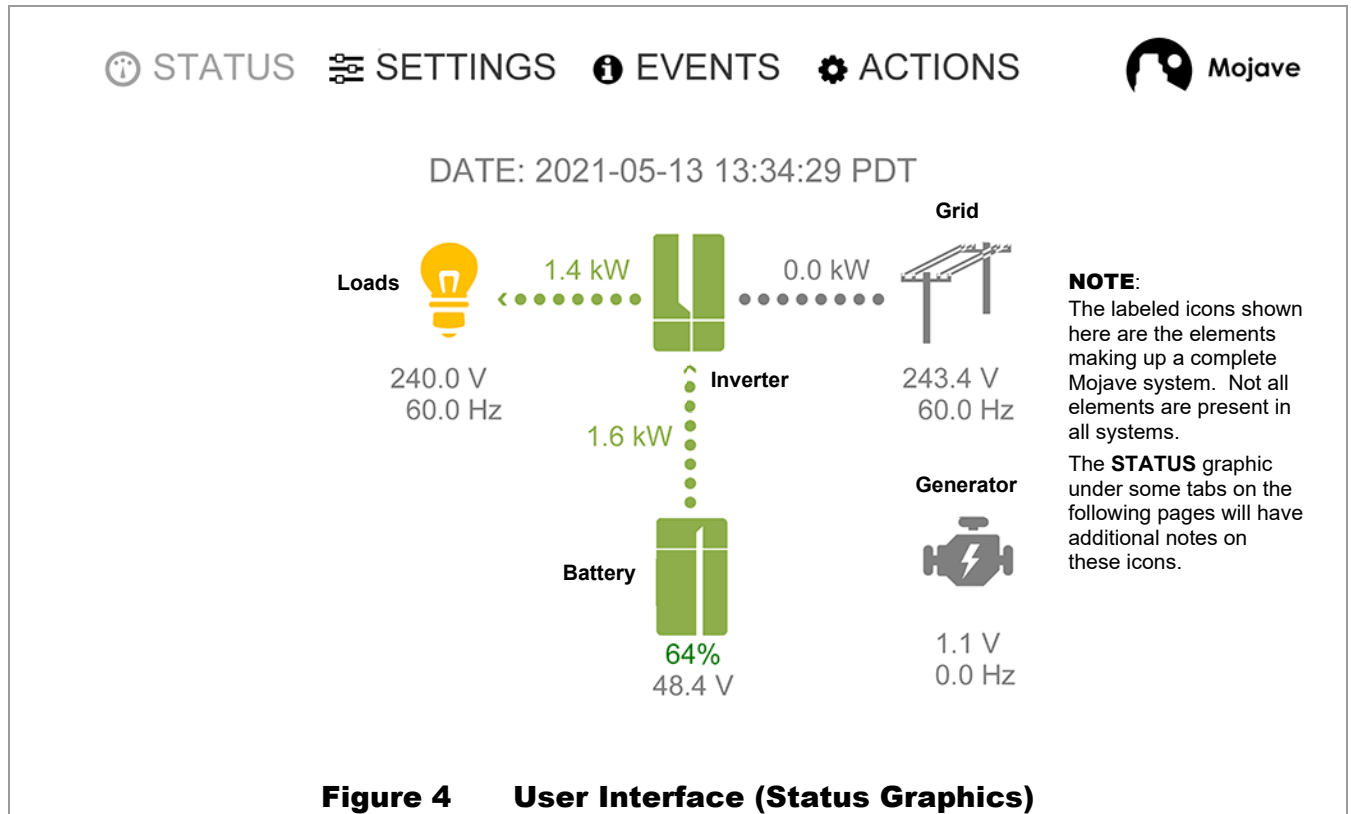 STATUS SETTINGS EVENTS ACTIONS Mojave
DATE: 2021-05-13 13:34:29 PDT
Grid
Loads
1.4 kW
0.0 kW
240.0 V
60.0 Hz
Inverter
243.4 V
60.0 Hz
1.6 kW
Generator
Battery
64%
48.4 V
1.1 V
0.0 Hz
NOTE:
The labeled icons shown
here are the elements
making up a complete
Mojave system. Not all
elements are present in
all systems.
The STATUS graphic
under some tabs on the
following pages will have
additional notes on
these icons.
Figure 4 User Interface (Status Graphics)